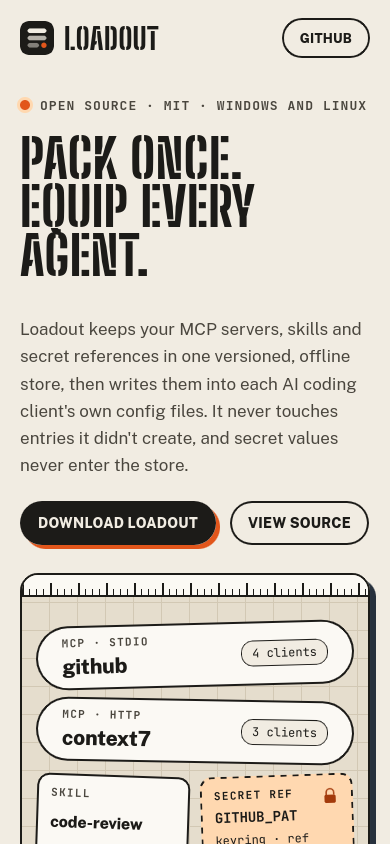 LOADOUT
GITHUB
OPEN SOURCE · MIT · WINDOWS AND LINUX
PACK ONCE.
EQUIP EVERY
AGENT.
Loadout keeps your MCP servers, skills and
secret references in one versioned, offline
store, then writes them into each AI coding
client's own config files. It never touches
entries it didn't create, and secret values
never enter the store.
DOWNLOAD LOADOUT
VIEW SOURCE
MCP · STDIO
github
4 clients
MCP · HTTP
context7
3 clients
SKILL
code-review
SECRET REF
GITHUB_PAT
keyring · ref